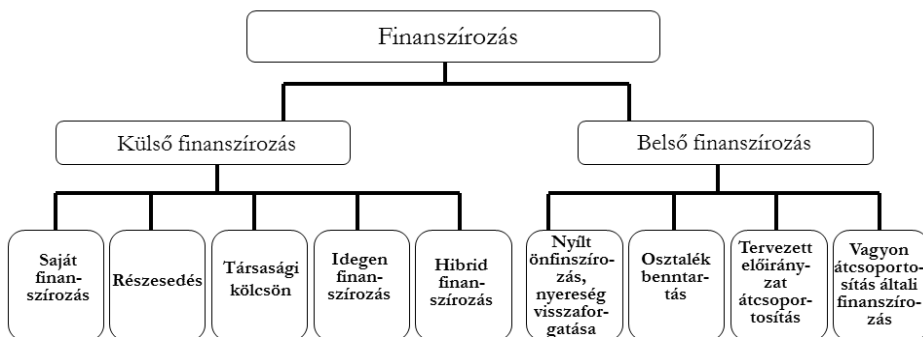 Finanszírozás
Külső finanszírozás
Belső finanszírozás
Saját
finan-
szírozás
Részesedés
Társasági
kölcsön
Idegen
finan-
szírozás
Hibrid
finan-
szírozás
Nyílt
önfinszíro-
zás,
nyereség
visszafor-
gatása
Osztalék
benntar-
tás
Tervezett
előirány-
zat
átcsopor-
tosítás
Vagyon
átcsoporto-
sítás általi
finanszíro-
zás